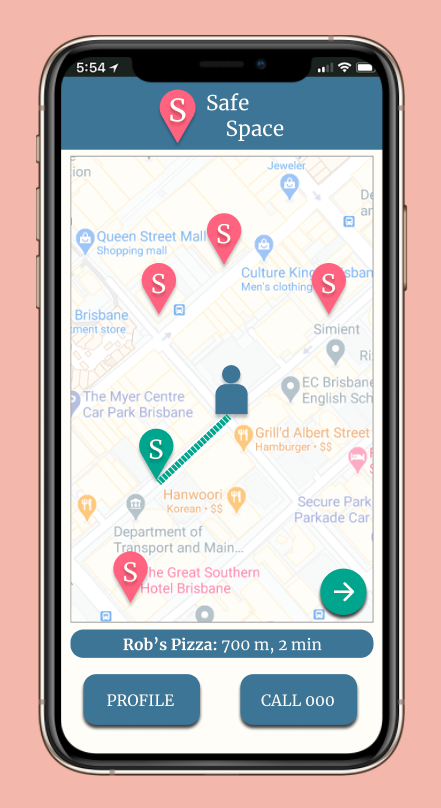 5:54
S
Safe
Space
ion
Jeweler
De
an
S
Queen Street Mall
Shopping mall
S
Culture King
Brisban
Men's clothing
S
Brisbane
ment store
Simient
Ri
The Myer Centre
Car Park Brisbane
EC Brisbane
English Sch
S
Grill'd Albert Street
Hamburger • $$
Hanwoori
Korean • $$
Secure Park
Parkade Car
Department of
Transport and Main...
S
he Great Southern
Hotel Brisbane
Rob's Pizza: 700 m, 2 min
PROFILE
CALL 000